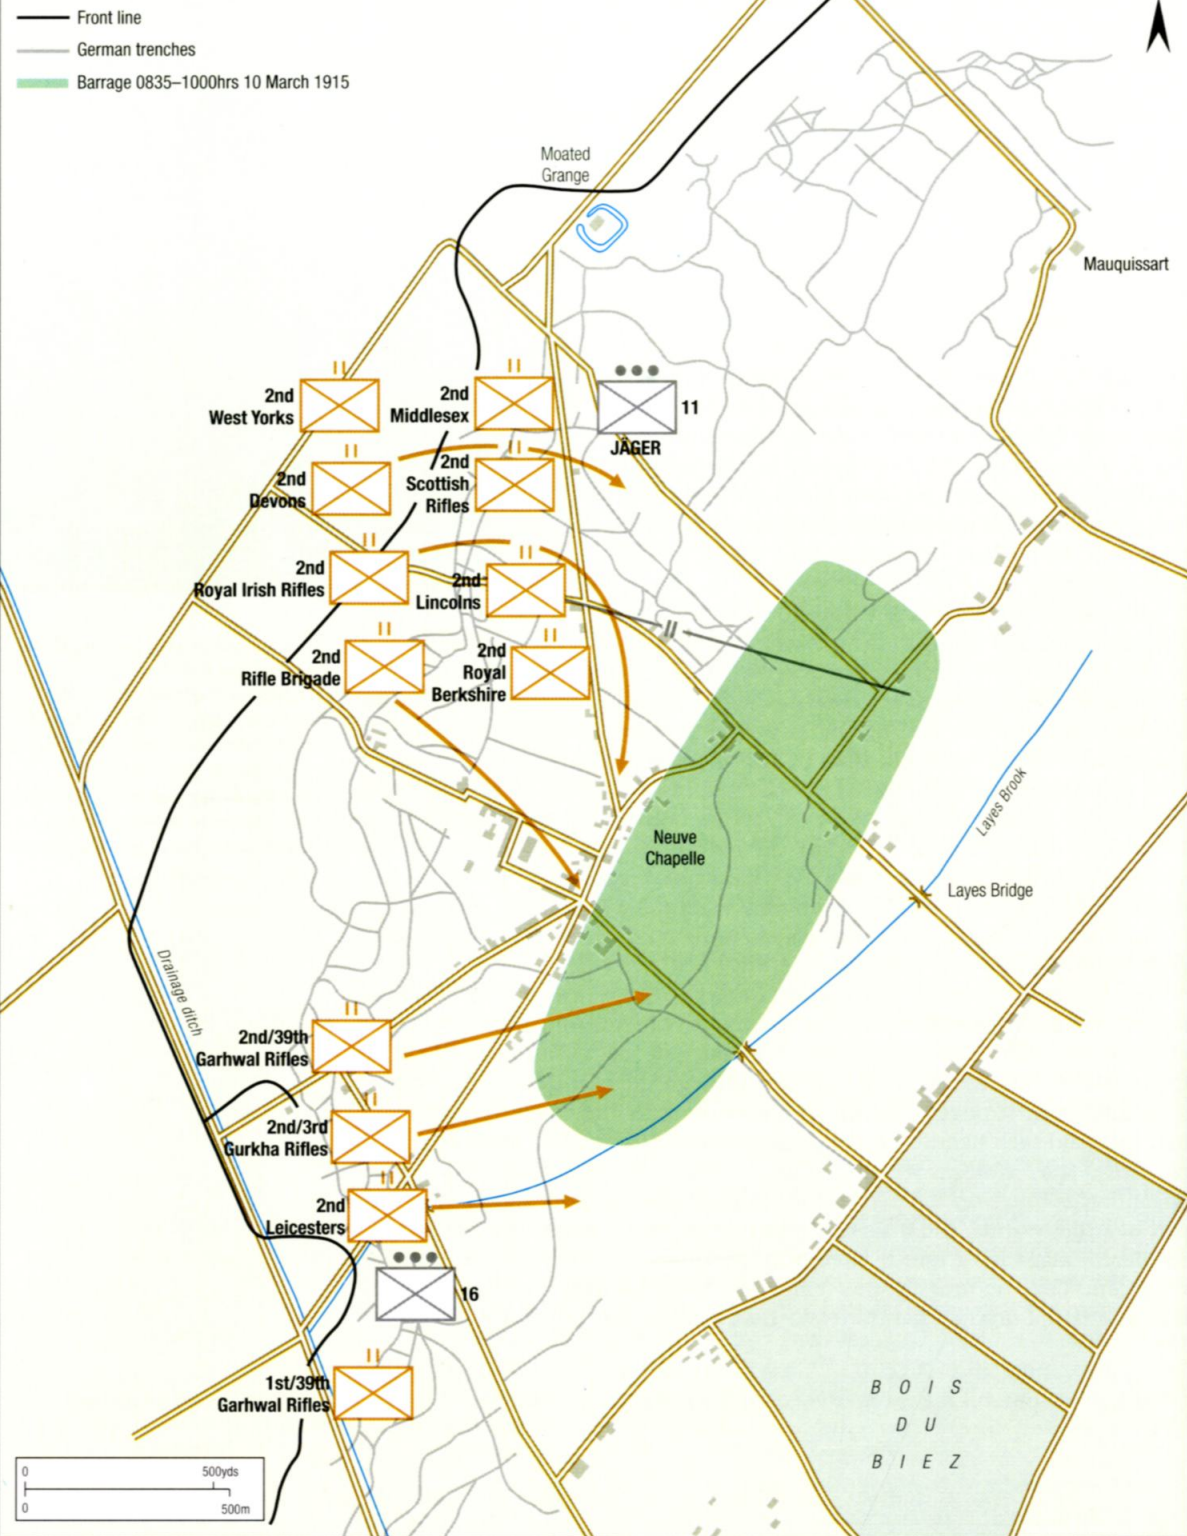 Front line
German trenches
Barrage 0835–1000hrs 10 March 1915
Moated
Grange
Mauquissart
2nd
West Yorks
2nd
Middlesex
11
JÄGER
2nd
Devons
2nd
Scottish
Rifles
2nd
Royal Irish Rifles
2nd
Lincolns
2nd
Rifle Brigade
2nd
Royal
Berkshire
Neuve
Chapelle
Layes Brook
Layes Bridge
Drainage ditch
2nd/39th
Garhwal Rifles
2nd/3rd
Gurkha Rifles
2nd
Leicesters
16
1st/39th
Garhwal Rifles
BOIS
DU
BIEZ
0 500yds
0 500m